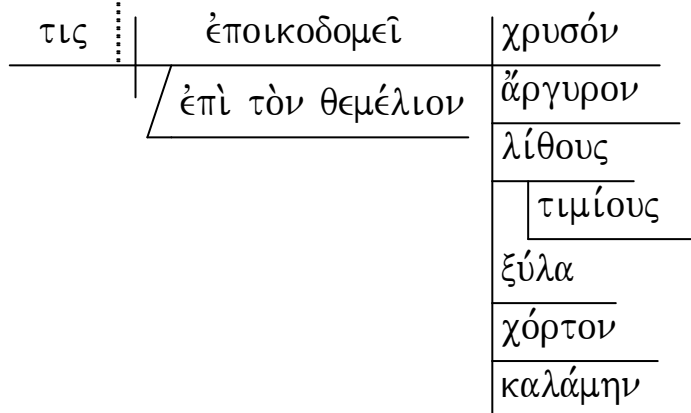 τις ἐποικοδομεῖ χρυσόν
ἐπὶ τὸν θεμέλιον ἄργυρον
λίθους
τιμίους
ξύλα
χόρτον
καλάμην